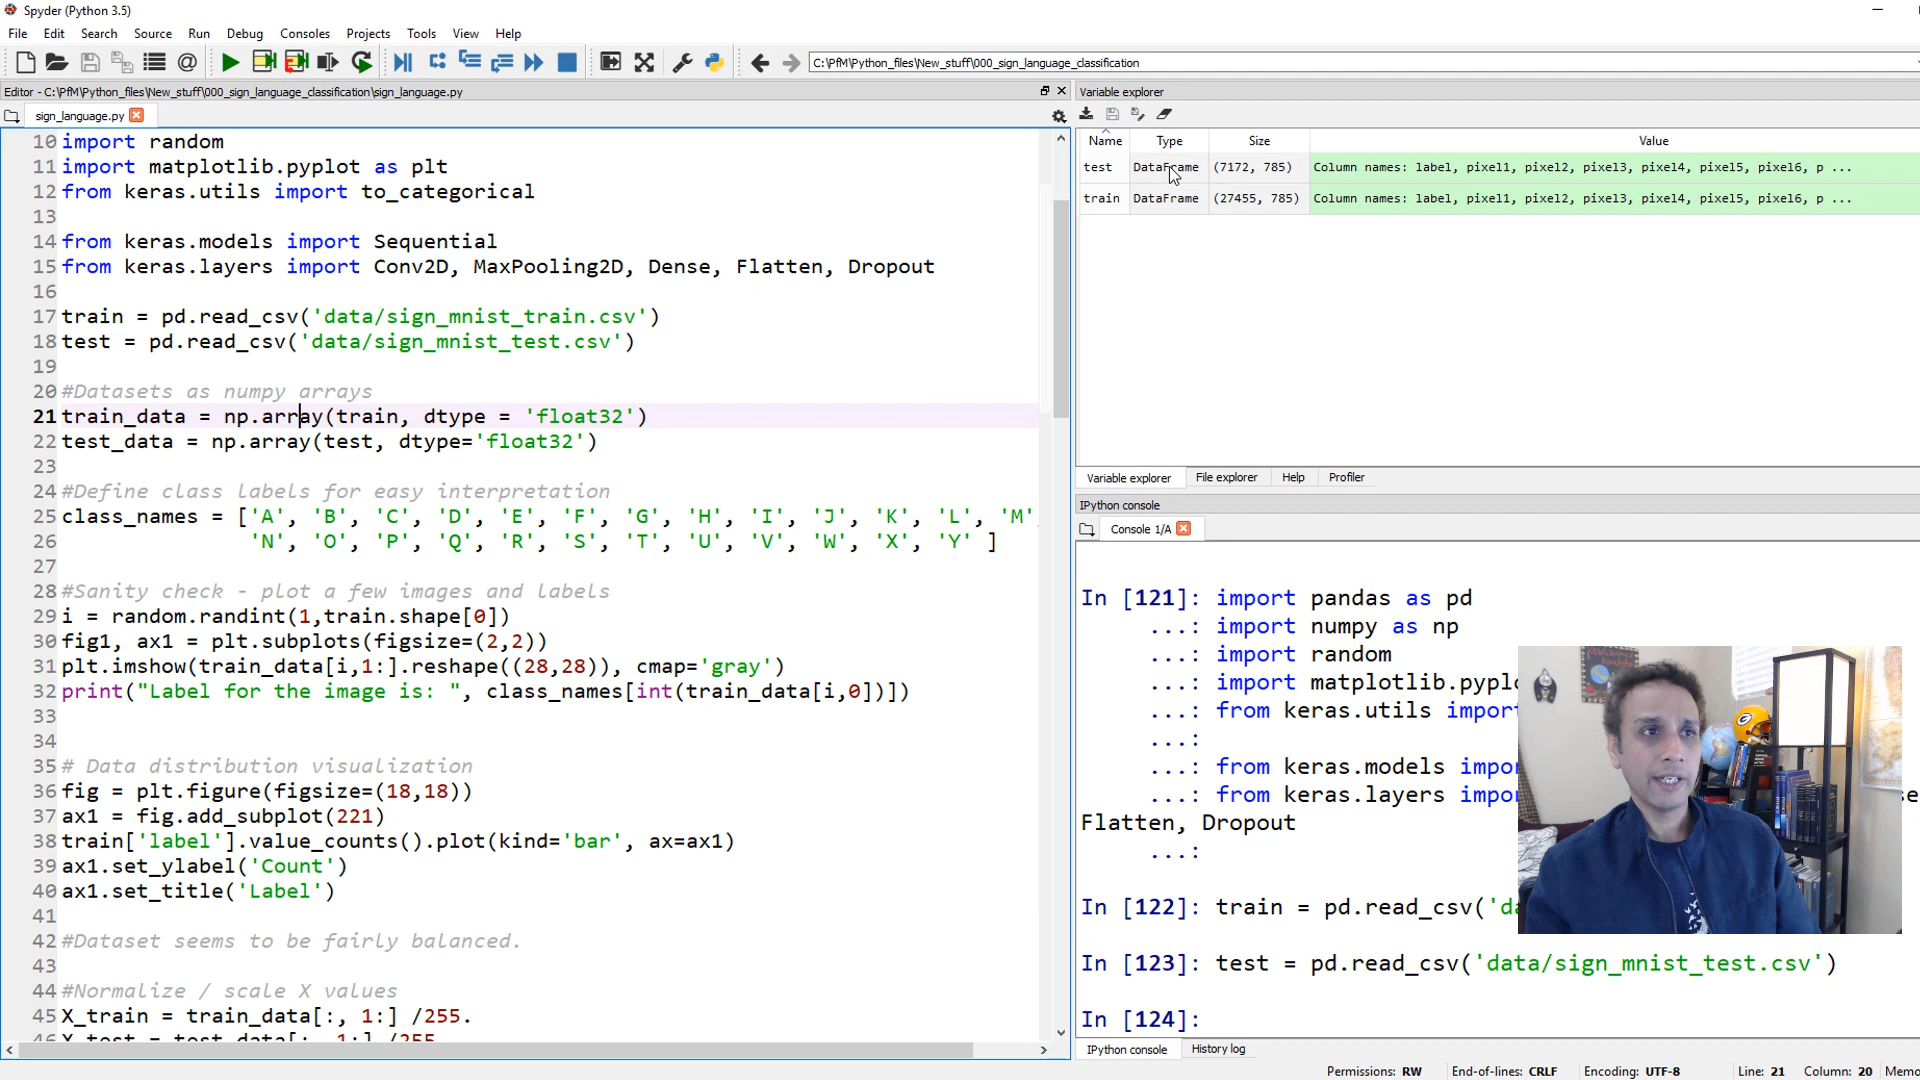 Spyder (Python 3.5)
File Edit Search Source Run Debug Consoles Projects Tools View Help
C:\PfM\Python_files\New_stuff\000_sign_language_classification
Editor - C:\PfM\Python_files\New_stuff\000_sign_language_classification\sign_language.py
sign_language.py
10 import random
11 import matplotlib.pyplot as plt
12 from keras.utils import to_categorical
13
14 from keras.models import Sequential
15 from keras.layers import Conv2D, MaxPooling2D, Dense, Flatten, Dropout
16
17 train = pd.read_csv('data/sign_mnist_train.csv')
18 test = pd.read_csv('data/sign_mnist_test.csv')
19
20 #Datasets as numpy arrays
21 train_data = np.array(train, dtype = 'float32')
22 test_data = np.array(test, dtype='float32')
23
24 #Define class labels for easy interpretation
25 class_names = ['A', 'B', 'C', 'D', 'E', 'F', 'G', 'H', 'I', 'J', 'K', 'L', 'M',
26 'N', 'O', 'P', 'Q', 'R', 'S', 'T', 'U', 'V', 'W', 'X', 'Y' ]
27
28 #Sanity check - plot a few images and labels
29 i = random.randint(1,train.shape[0])
30 fig1, ax1 = plt.subplots(figsize=(2,2))
31 plt.imshow(train_data[i,1:].reshape((28,28)), cmap='gray')
32 print("Label for the image is: ", class_names[int(train_data[i,0])])
33
34
35 # Data distribution visualization
36 fig = plt.figure(figsize=(18,18))
37 ax1 = fig.add_subplot(221)
38 train['label'].value_counts().plot(kind='bar', ax=ax1)
39 ax1.set_ylabel('Count')
40 ax1.set_title('Label')
41
42 #Dataset seems to be fairly balanced.
43
44 #Normalize / scale X values
45 X_train = train_data[:, 1:] /255.
46 X_test = test_data[:, 1:] /255.
Variable explorer
Name Type Size Value
test DataFrame (7172, 785) Column names: label, pixel1, pixel2, pixel3, pixel4, pixel5, pixel6, p ...
train DataFrame (27455, 785) Column names: label, pixel1, pixel2, pixel3, pixel4, pixel5, pixel6, p ...
Variable explorer File explorer Help Profiler
IPython console
Console 1/A
In [121]: import pandas as pd
...: import numpy as np
...: import random
...: import matplotlib.pyplo
...: from keras.utils import
...:
...: from keras.models impor
...: from keras.layers impor se
Flatten, Dropout
...:
In [122]: train = pd.read_csv('da
In [123]: test = pd.read_csv('data/sign_mnist_test.csv')
In [124]:
IPython console History log
Permissions: RW End-of-lines: CRLF Encoding: UTF-8 Line: 21 Column: 20 Memo